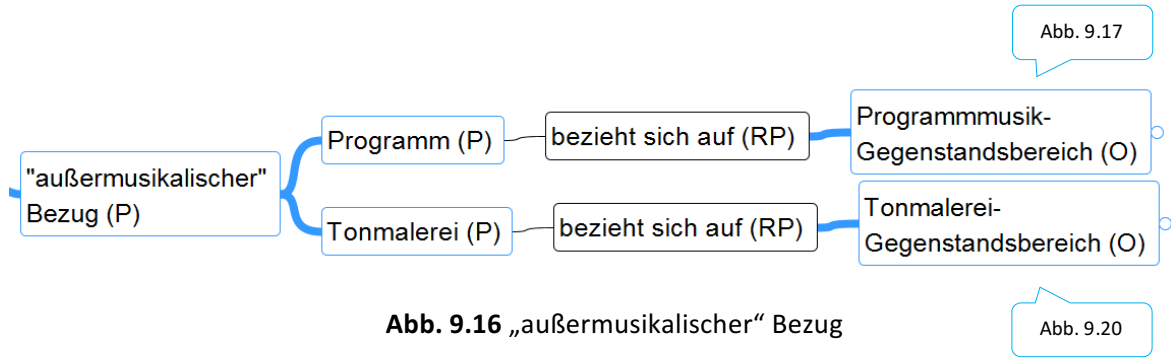 Abb. 9.17
"außermusikalischer"
Bezug (P)
Programm (P)
bezieht sich auf (RP)
Programmmusik-
Gegenstandsbereich (O)
Tonmalerei (P)
bezieht sich auf (RP)
Tonmalerei-
Gegenstandsbereich (O)
Abb. 9.16 „außermusikalischer“ Bezug
Abb. 9.20